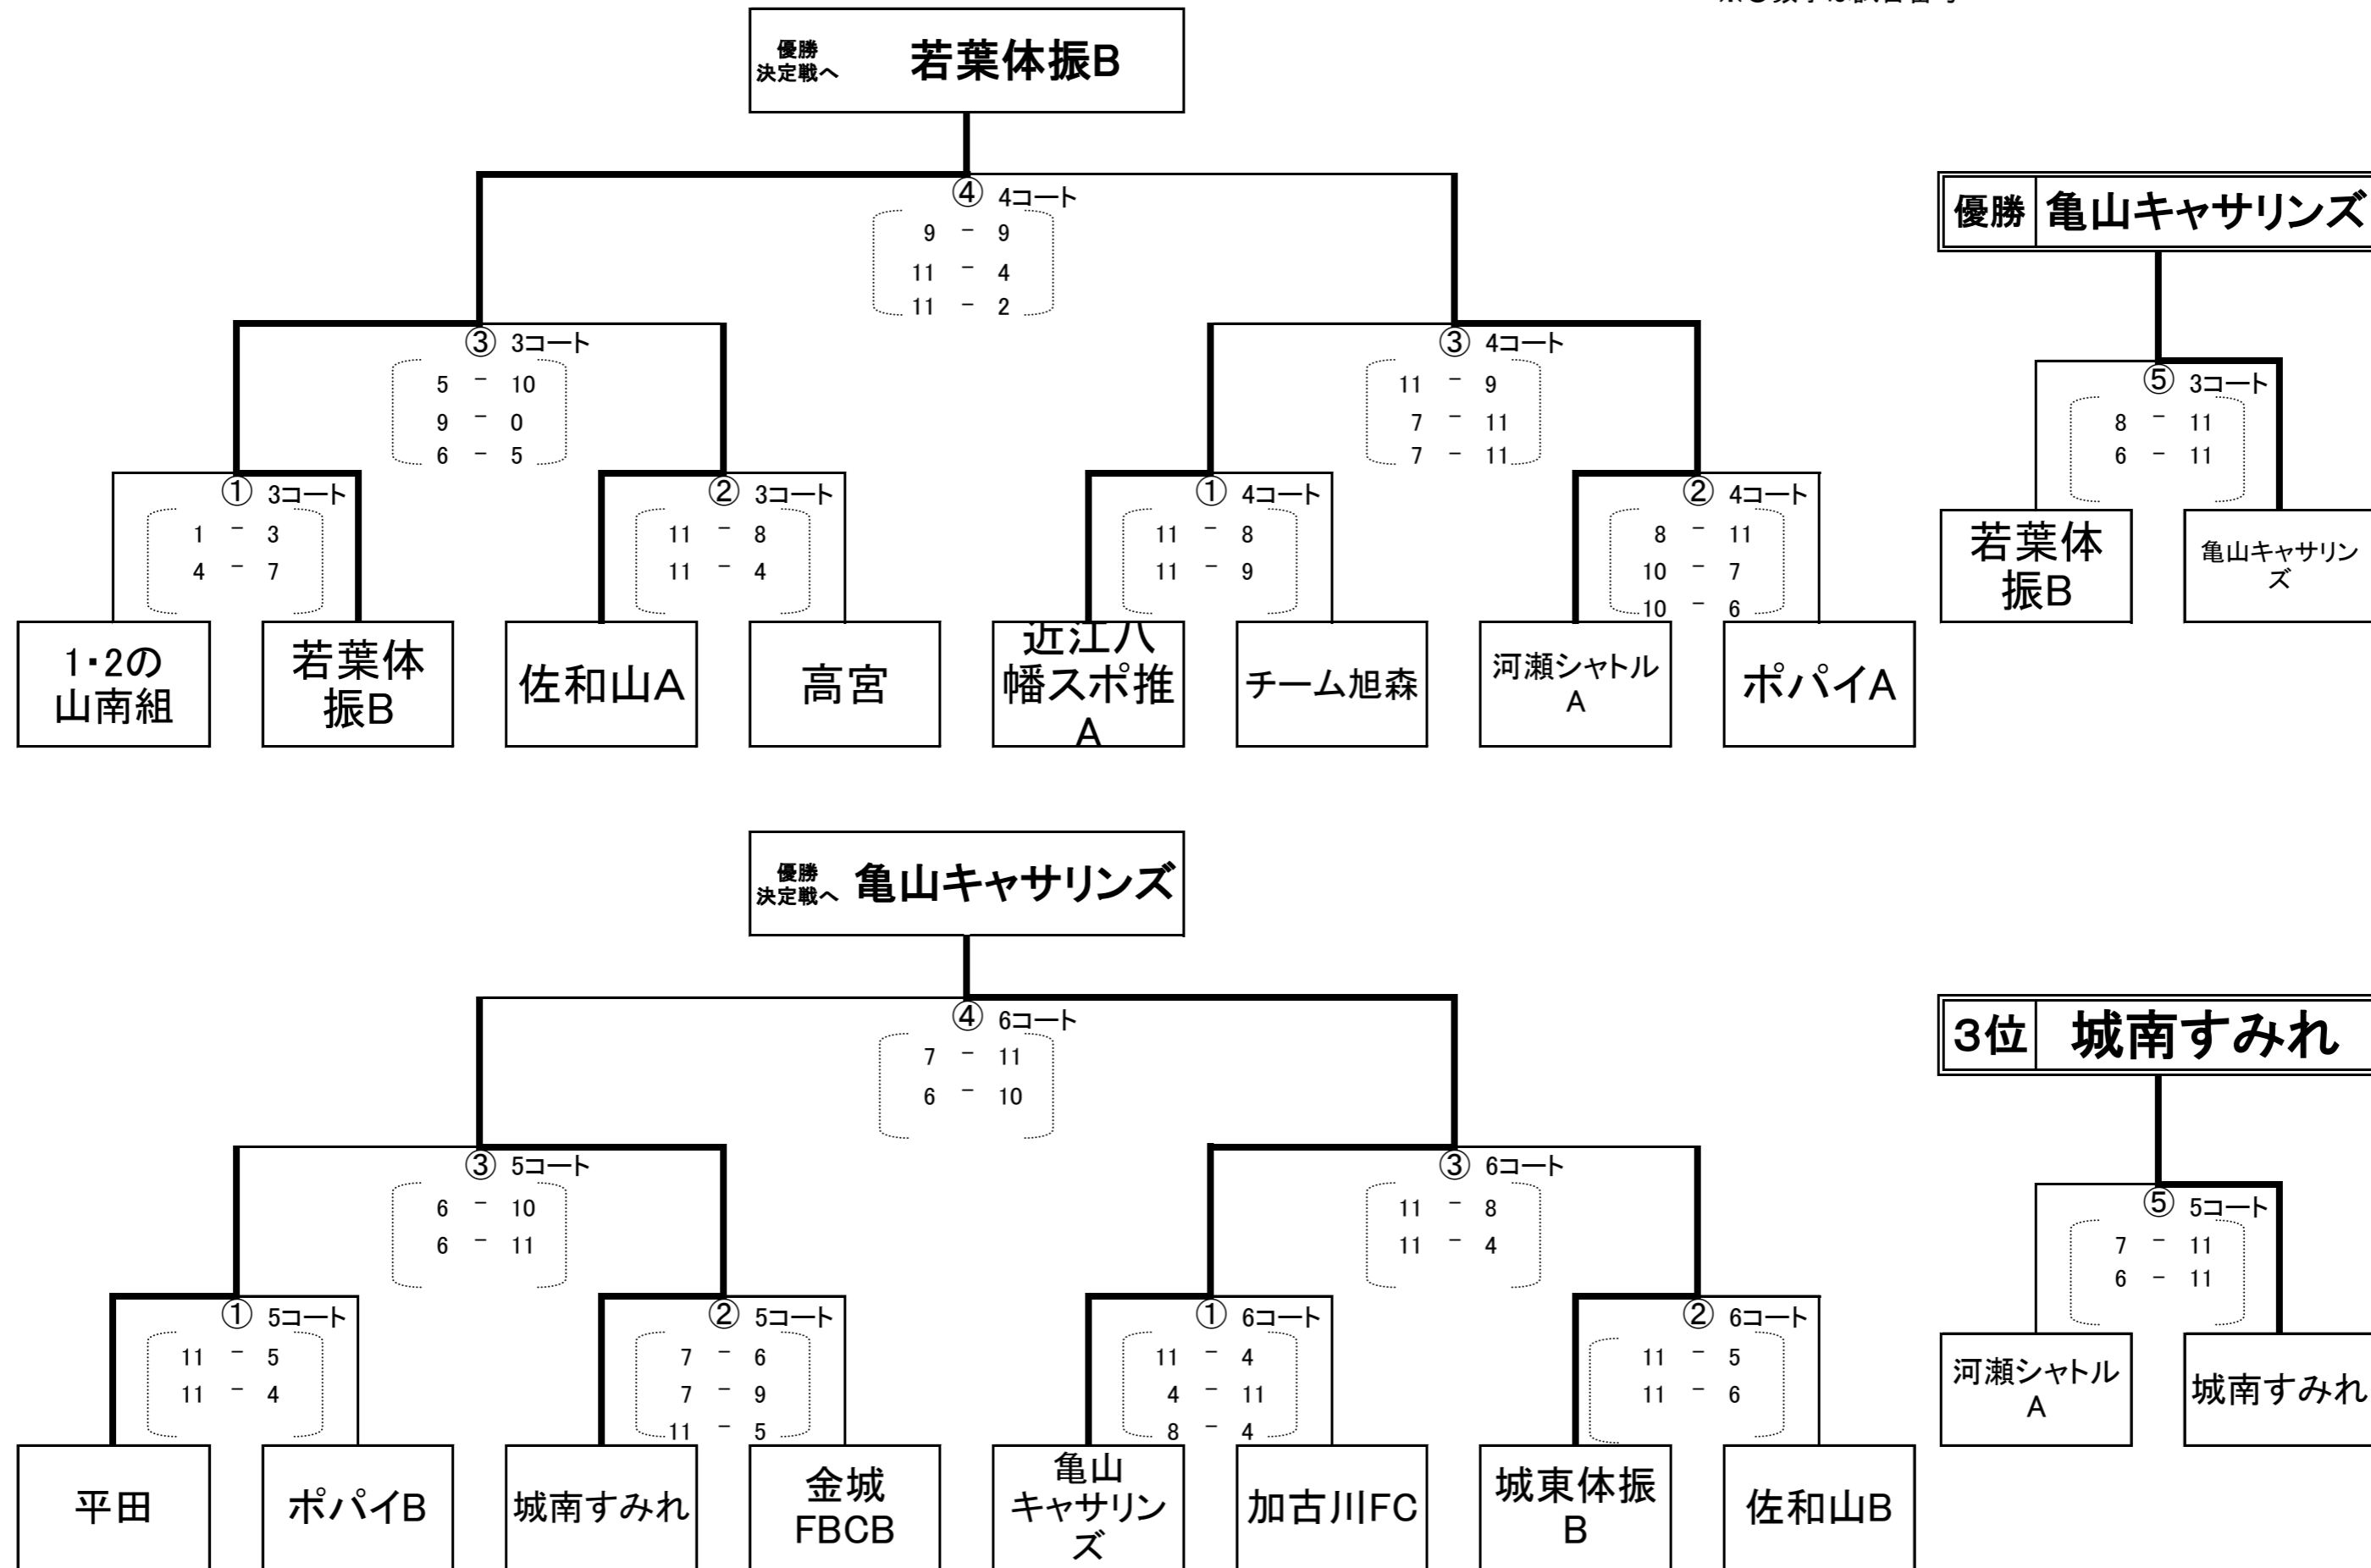 優勝
決定戦へ
若葉体振B
④ 4コート
9 - 9
11 - 4
11 - 2
優勝 亀山キャサリンズ
③ 3コート
5 - 10
9 - 0
6 - 5
③ 4コート
11 - 9
7 - 11
7 - 11
⑤ 3コート
8 - 11
6 - 11
① 3コート
1 - 3
4 - 7
② 3コート
11 - 8
11 - 4
① 4コート
11 - 8
11 - 9
② 4コート
8 - 11
10 - 7
10 - 6
若葉体
振B
亀山キャサリン
ズ
1・2の
山南組
若葉体
振B
佐和山A
高宮
近江八
幡スポ推
A
チーム旭森
河瀬シャトル
A
ポパイA
優勝
決定戦へ
亀山キャサリンズ
④ 6コート
7 - 11
6 - 10
3位 城南すみれ
③ 5コート
6 - 10
6 - 11
③ 6コート
11 - 8
11 - 4
⑤ 5コート
7 - 11
6 - 11
① 5コート
11 - 5
11 - 4
② 5コート
7 - 6
7 - 9
11 - 5
① 6コート
11 - 4
4 - 11
8 - 4
② 6コート
11 - 5
11 - 6
河瀬シャトル
A
城南すみれ
平田
ポパイB
城南すみれ
金城
FBCB
亀山
キャサリン
ズ
加古川FC
城東体振
B
佐和山B